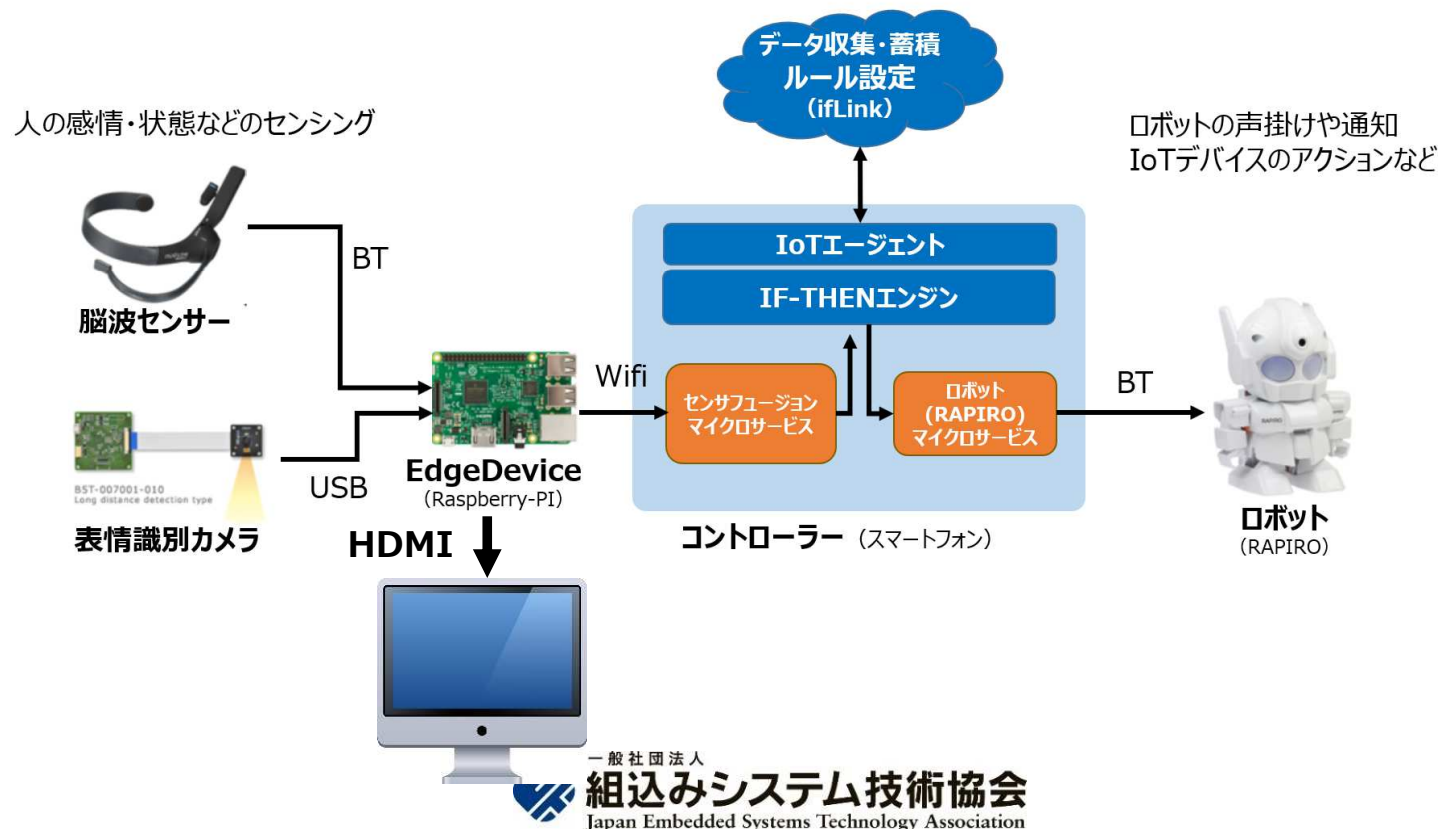 データ収集・蓄積
ルール設定
（ifLink）
人の感情・状態などのセンシング
ロボットの声掛けや通知
IoTデバイスのアクションなど
BT
脳波センサー
IoTエージェント
IF-THENエンジン
Wifi
センサフュージョン
マイクロサービス
ロボット
(RAPIRO)
マイクロサービス
BT
RAPIRO
BST-007001-010
Long distance detection type
USB
EdgeDevice
（Raspberry-PI）
表情識別カメラ
HDMI
コントローラー（スマートフォン）
ロボット
（RAPIRO）
一般社団法人
組込みシステム技術協会
Japan Embedded Systems Technology Association